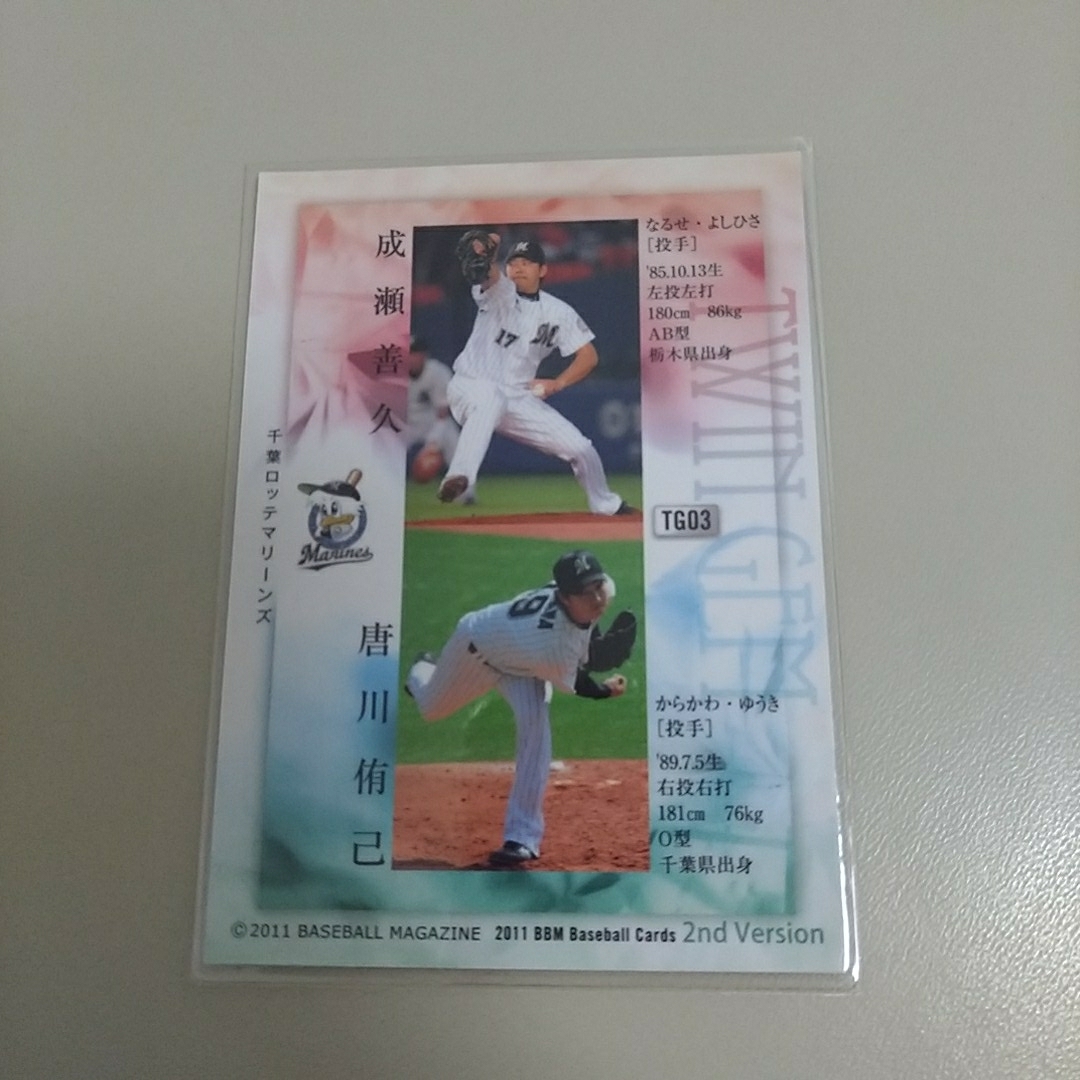 成瀬善久
なるせ・よしひさ
[投手]
'85.10.13生
左投左打
180cm 86kg
AB型
栃木県出身
TWIN GEM
千葉ロッテマリーンズ
Marines
M
17
M
TG03
M
19
唐川侑己
からかわ・ゆうき
[投手]
'89.7.5生
右投右打
181cm 76kg
O型
千葉県出身
©2011 BASEBALL MAGAZINE 2011 BBM Baseball Cards 2nd Version